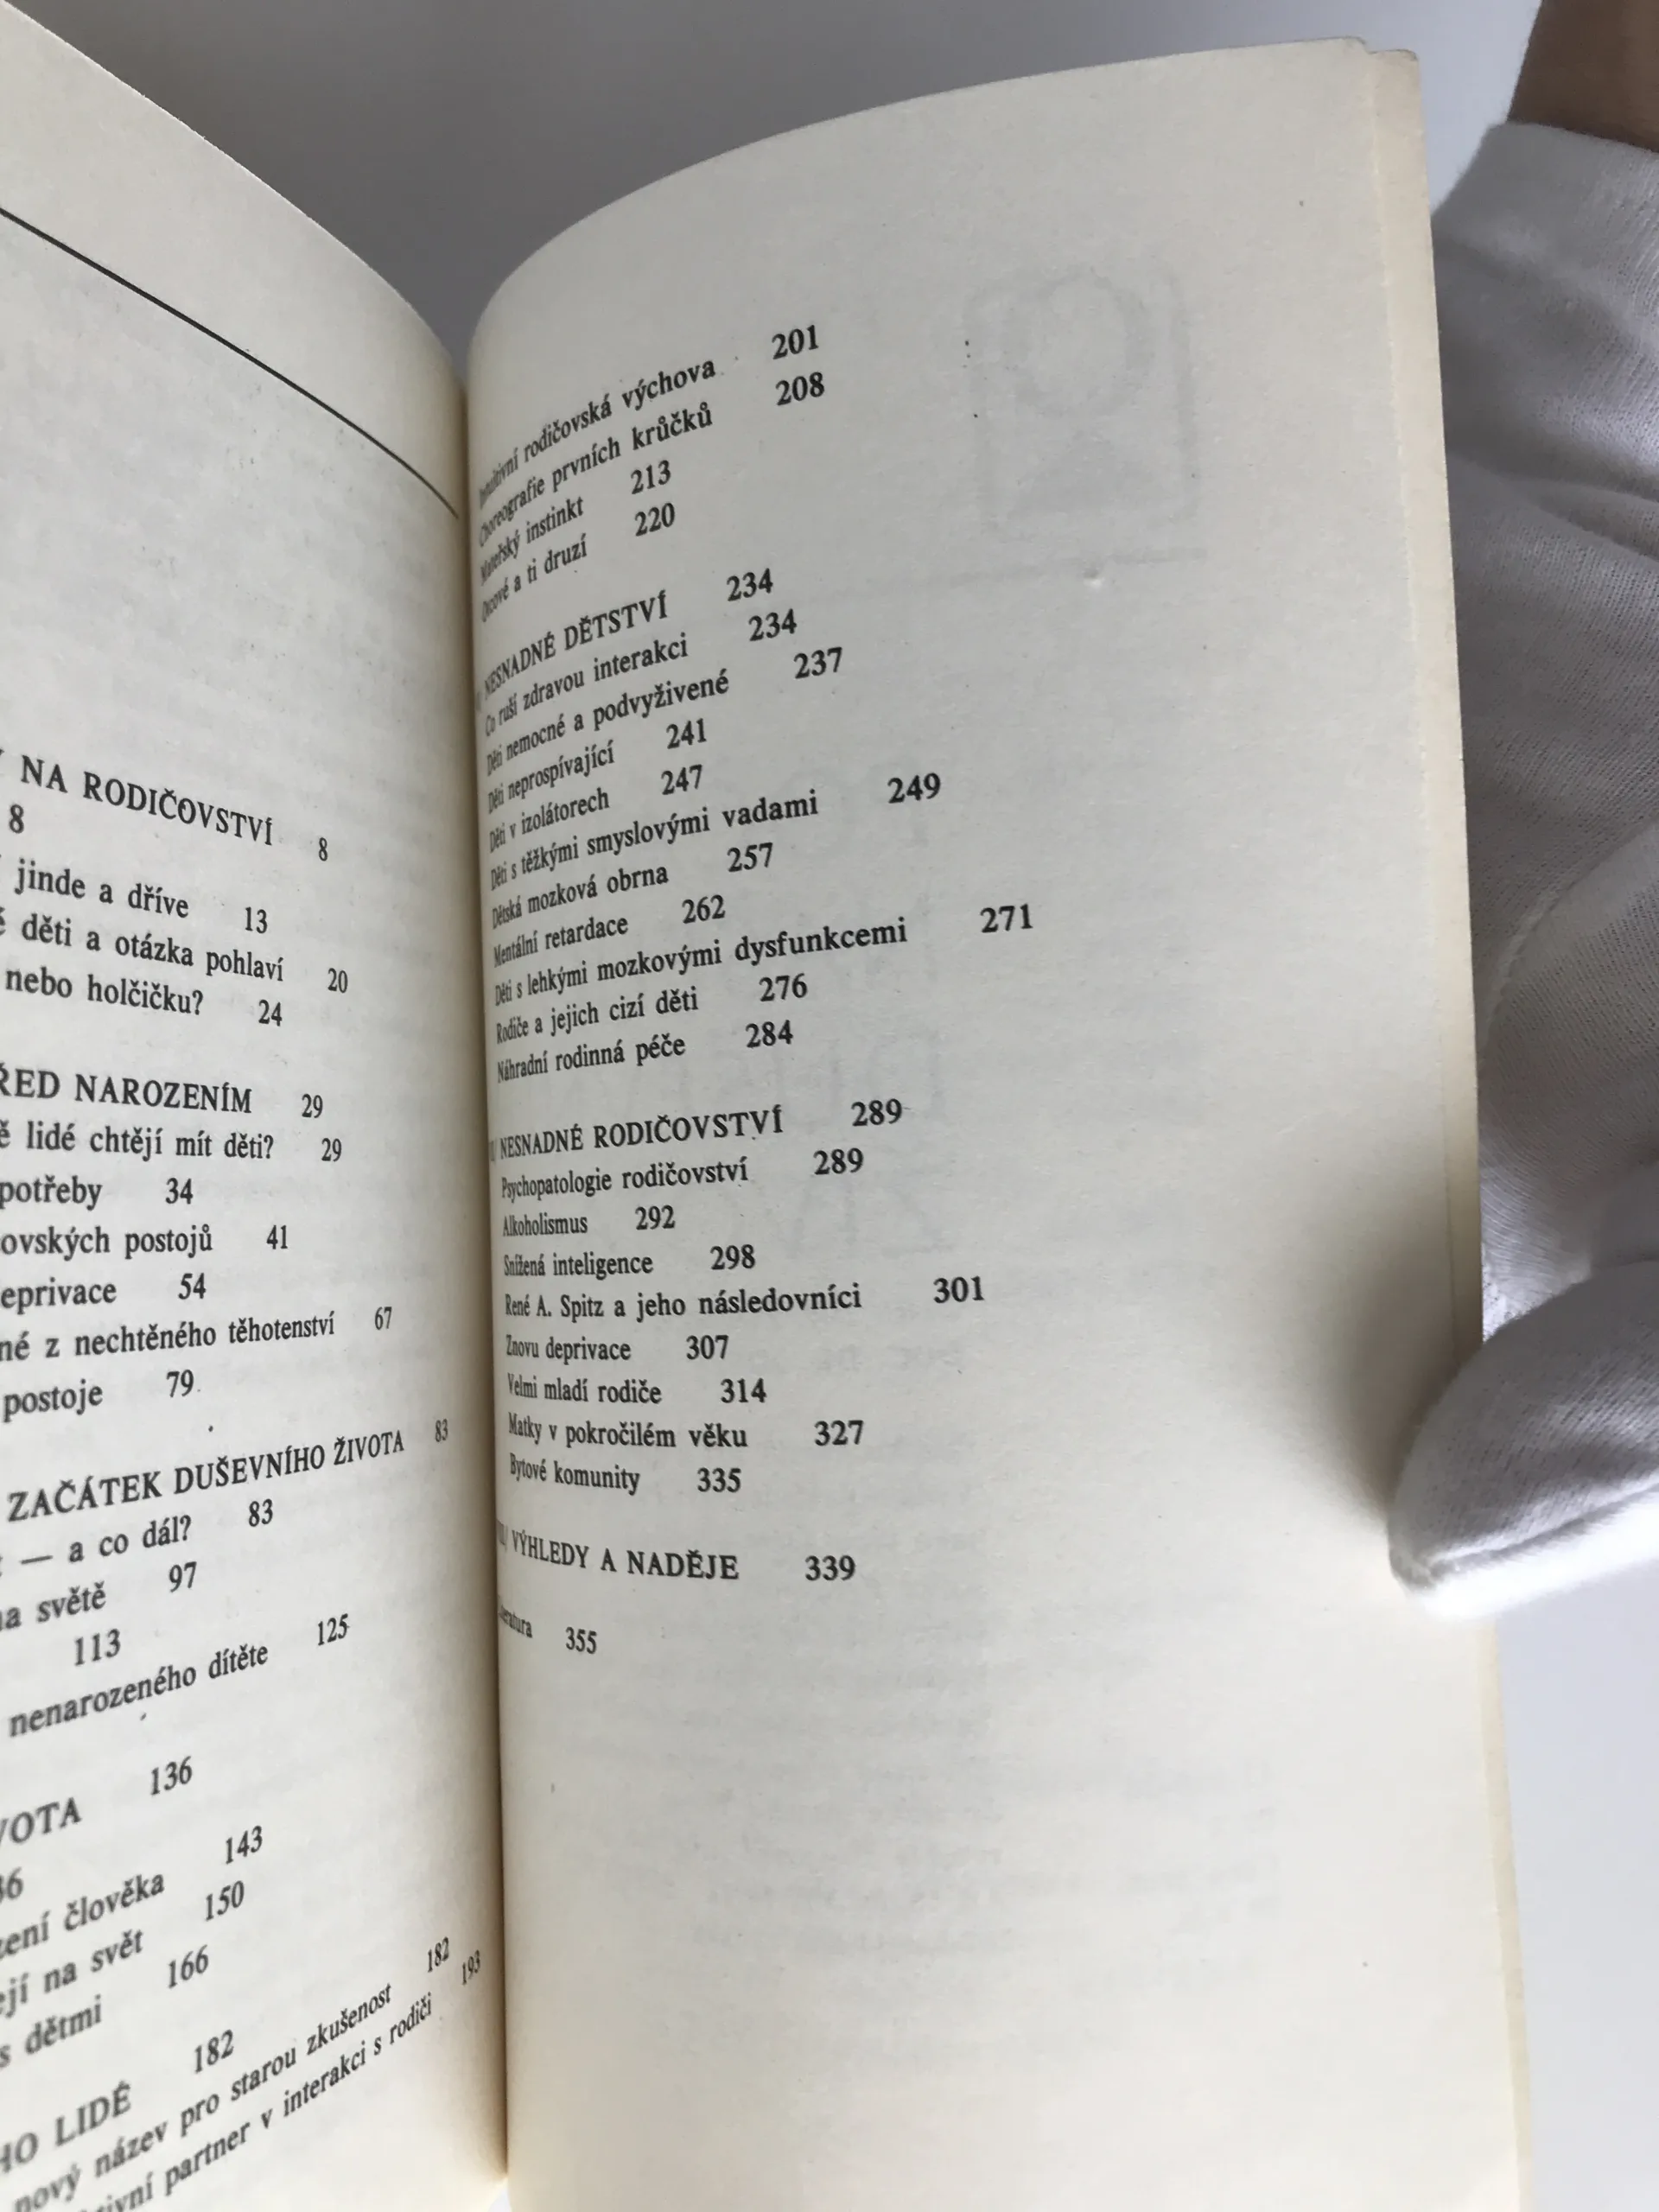 NA RODIČOVSTVÍ 8
8
jinde a dříve 13
děti a otázka pohlaví 20
nebo holčičku? 24
ŘED NAROZENÍM 29
ě lidé chtějí mít děti? 29
potřeby 34
ovských postojů 41
eprivace 54
né z nechtěného těhotenství 67
postoje 79
ZAČÁTEK DUŠEVNÍHO ŽIVOTA 83
— a co dál? 83
na světě 97
113
nenarozeného dítěte 125
VOTA 136
36
zení člověka 143
ejí na svět 150
s dětmi 166
HO LIDÉ 182
nový název pro starou zkušenost 182
tivní partner v interakci s rodiči 193
Intuitivní rodičovská výchova 201
Choreografie prvních krůčků 208
Mateřský instinkt 213
Otcové a ti druzí 220
NESNADNÉ DĚTSTVÍ 234
Co ruší zdravou interakci 234
Děti nemocné a podvyživené 237
Děti neprospívající 241
Děti v izolátorech 247
Děti s těžkými smyslovými vadami 249
Dětská mozková obrna 257
Mentální retardace 262
Děti s lehkými mozkovými dysfunkcemi 271
Rodiče a jejich cizí děti 276
Náhradní rodinná péče 284
NESNADNÉ RODIČOVSTVÍ 289
Psychopatologie rodičovství 289
Alkoholismus 292
Snížená inteligence 298
René A. Spitz a jeho následovníci 301
Znovu deprivace 307
Velmi mladí rodiče 314
Matky v pokročilém věku 327
Bytové komunity 335
VÝHLEDY A NADĚJE 339
Literatura 355